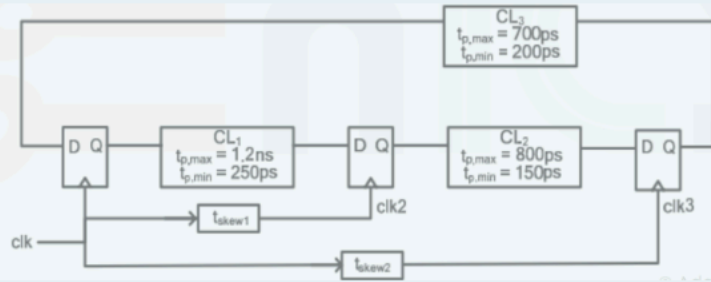 CL₃
tp,max = 700ps
tp,min = 200ps
D Q
CL₁
tp,max = 1,2ns
tp,min = 250ps
D Q
CL₂
tp,max = 800ps
tp,min = 150ps
D Q
tskew1
clk2
clk3
clk
tskew2